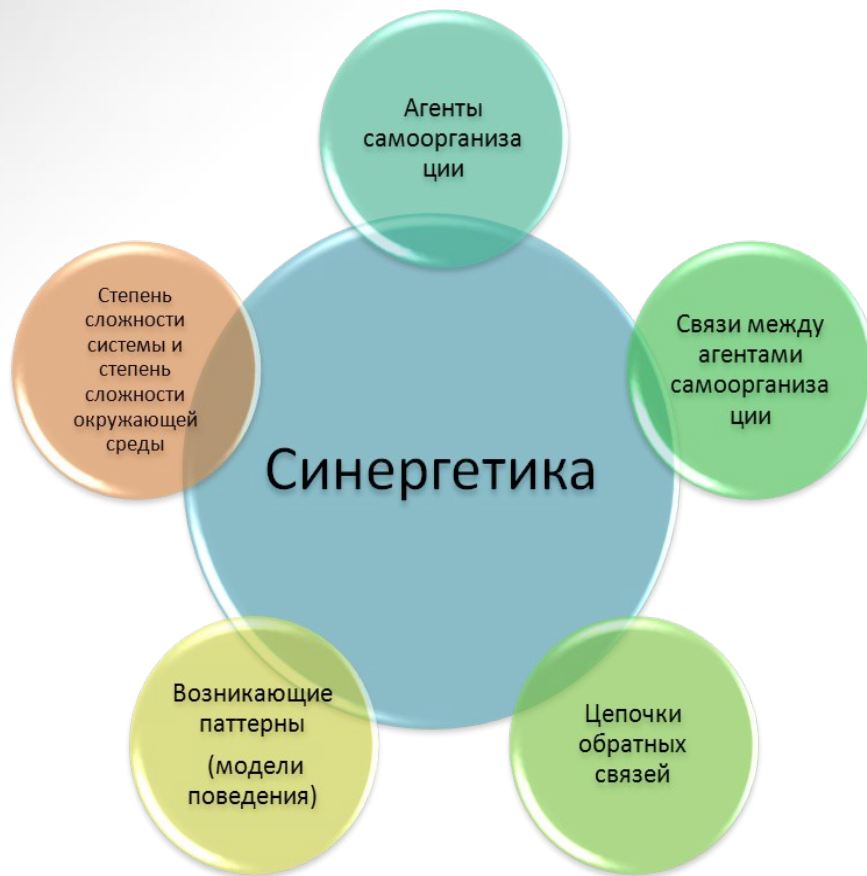 Агенты
самоорганиза
ции
Связи между
агентами
самоорганиза
ции
Цепочки
обратных
связей
Возникающие
паттерны
(модели
поведения)
Степень
сложности
системы и
степень
сложности
окружающей
среды
Синергетика